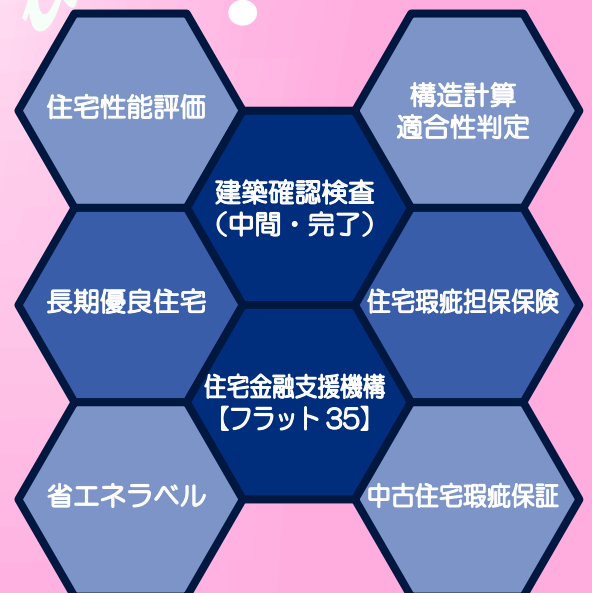 住宅性能評価
構造計算
適合性判定
建築確認検査
（中間・完了）
長期優良住宅
住宅瑕疵担保保険
住宅金融支援機構
【フラット35】
省エネラベル
中古住宅瑕疵保証